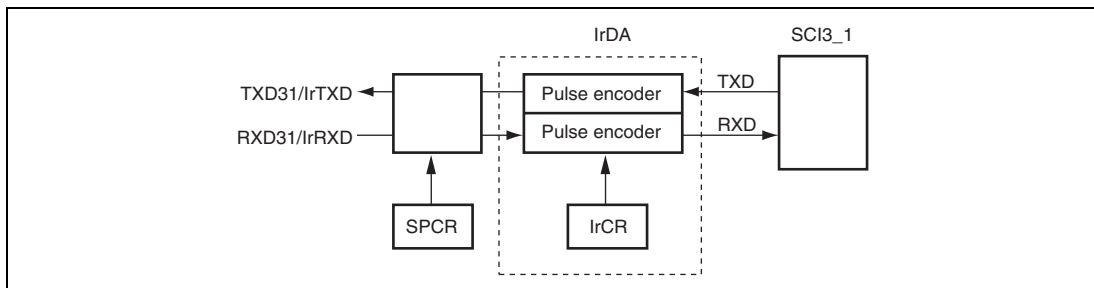 IrDA
SCI3_1
TXD31/IrTXD
Pulse encoder
TXD
RXD31/IrRXD
Pulse encoder
RXD
SPCR
IrCR